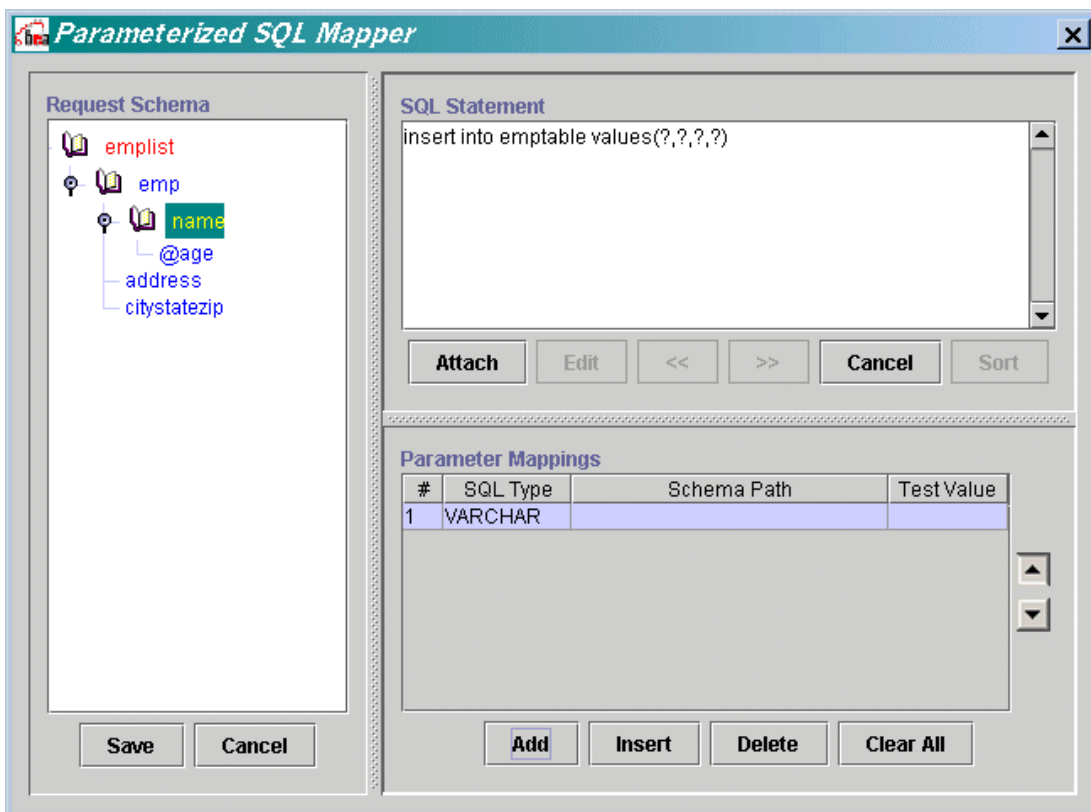 Parameterized SQL Mapper
Request Schema
emplist
emp
name
@age
address
citystatezip
Save Cancel
SQL Statement
insert into emptable values(?,?,?,?)
Attach Edit << >> Cancel Sort
Parameter Mappings
# SQL Type Schema Path Test Value
1 VARCHAR
Add Insert Delete Clear All